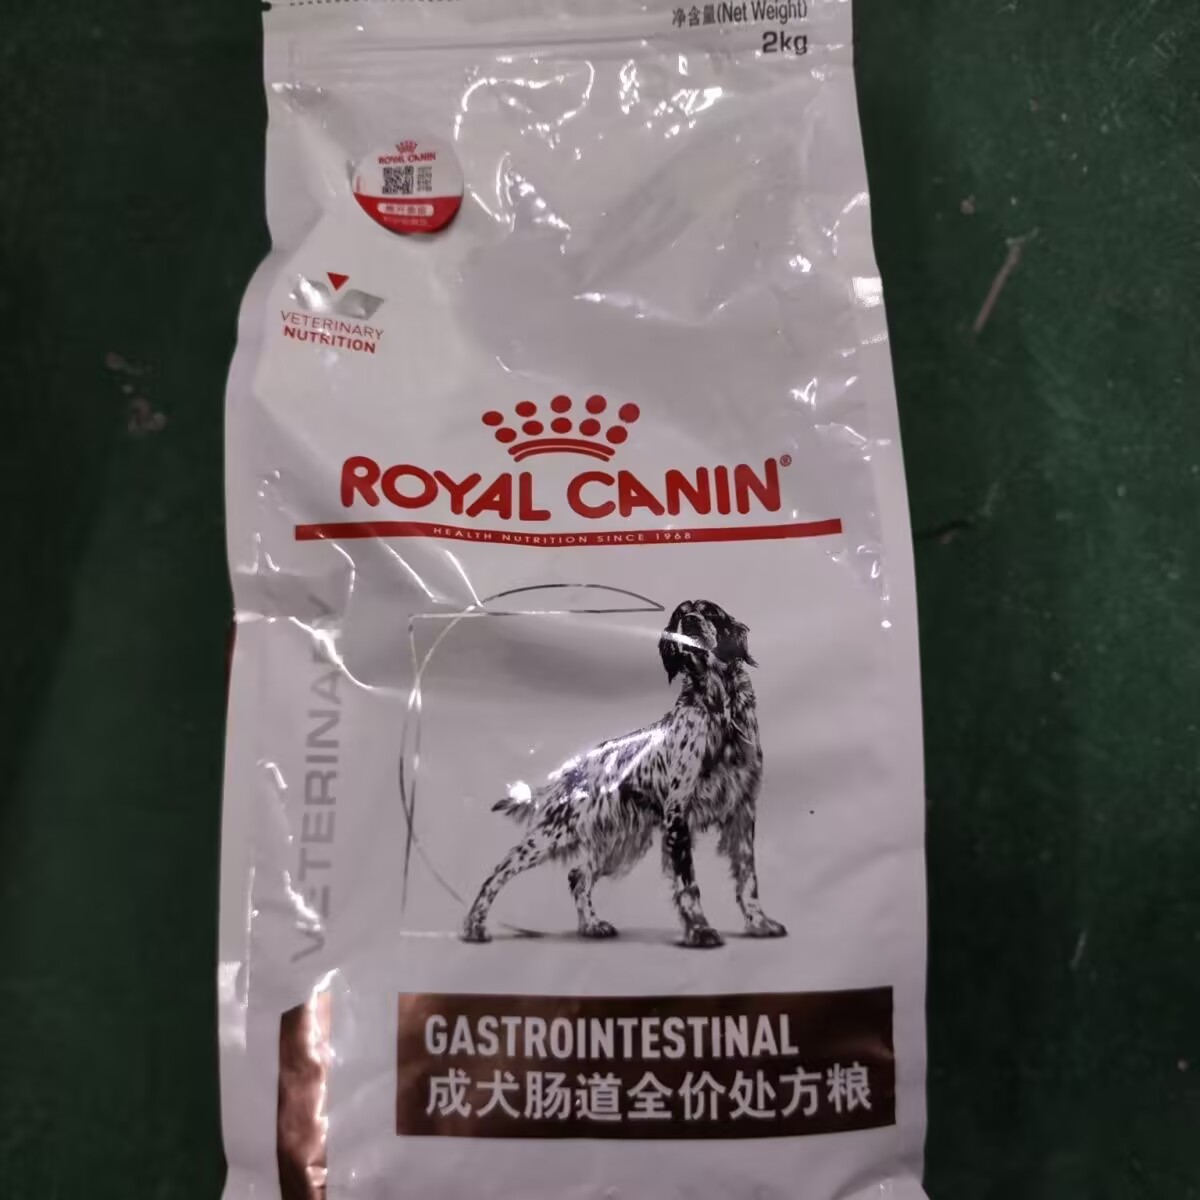 净含量(Net Weight)
2kg
ROYAL CANIN
VETERINARY
NUTRITION
ROYAL CANIN®
HEALTH NUTRITION SINCE 1968
VETERINARY
GASTROINTESTINAL
成犬肠道全价处方粮